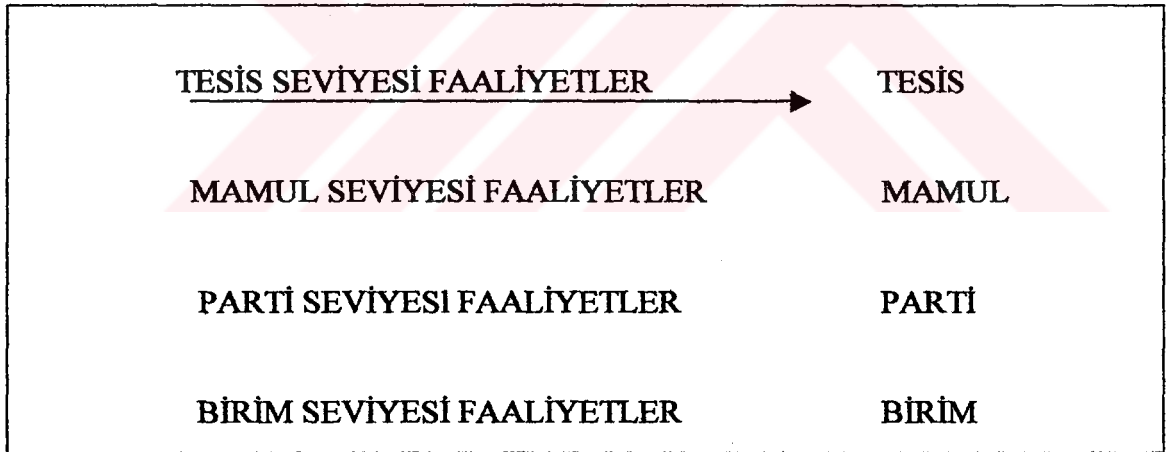 TESİS SEVİYESİ FAALİYETLER TESİS
MAMUL SEVİYESİ FAALİYETLER MAMUL
PARTİ SEVİYESİ FAALİYETLER PARTİ
BİRİM SEVİYESİ FAALİYETLER BİRİM